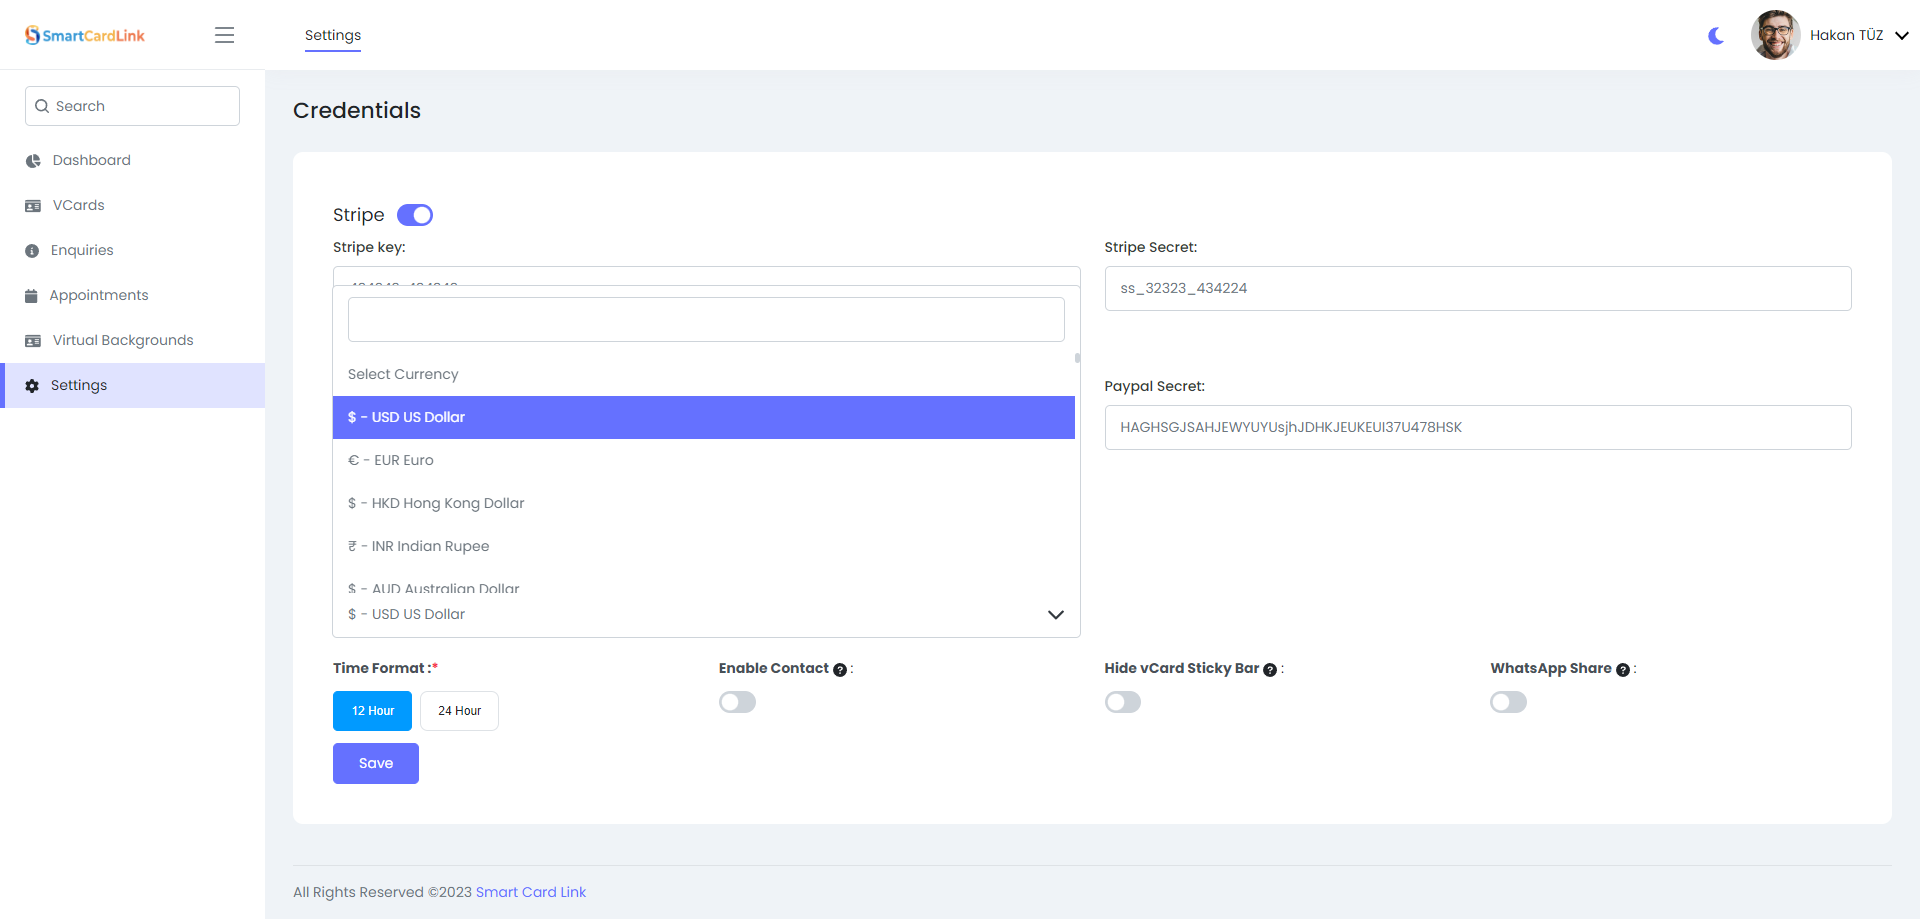 SmartCardLink
Settings
Hakan TÜZ
Search
Dashboard
VCards
Enquiries
Appointments
Virtual Backgrounds
Settings
Credentials
Stripe
Stripe key:
Stripe Secret:
ss_32323_434224
Select Currency
$ - USD US Dollar
€ - EUR Euro
$ - HKD Hong Kong Dollar
₹ - INR Indian Rupee
$ - AUD Australian Dollar
$ - USD US Dollar
Paypal Secret:
HAGHSGJSAHJEWYUYUsjhJDHKJEUKEUI37U478HSK
Time Format :*
12 Hour
24 Hour
Enable Contact ? :
Hide vCard Sticky Bar ? :
WhatsApp Share ? :
Save
All Rights Reserved ©2023 Smart Card Link